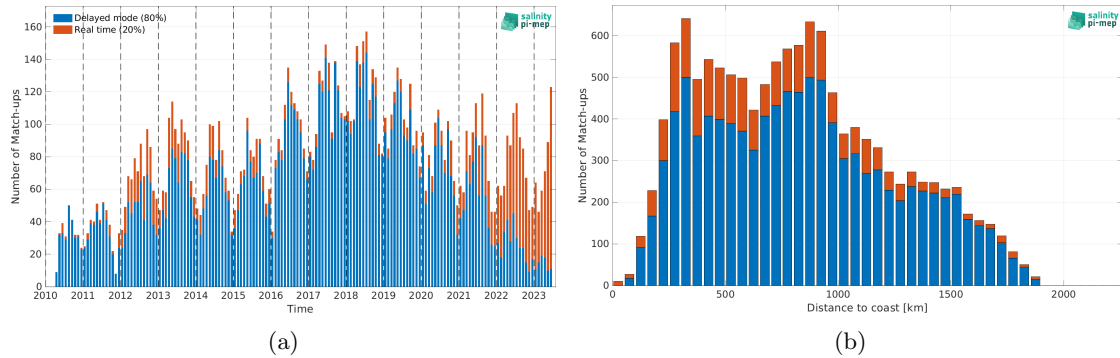 Delayed mode (80%)
Real time (20%)
salinity
pi-mep
Number of Match-ups
160
140
120
100
80
60
40
20
0
2010 2011 2012 2013 2014 2015 2016 2017 2018 2019 2020 2021 2022 2023
Time
(a)
salinity
pi-mep
Number of Match-ups
600
500
400
300
200
100
0
0 500 1000 1500 2000
Distance to coast [km]
(b)